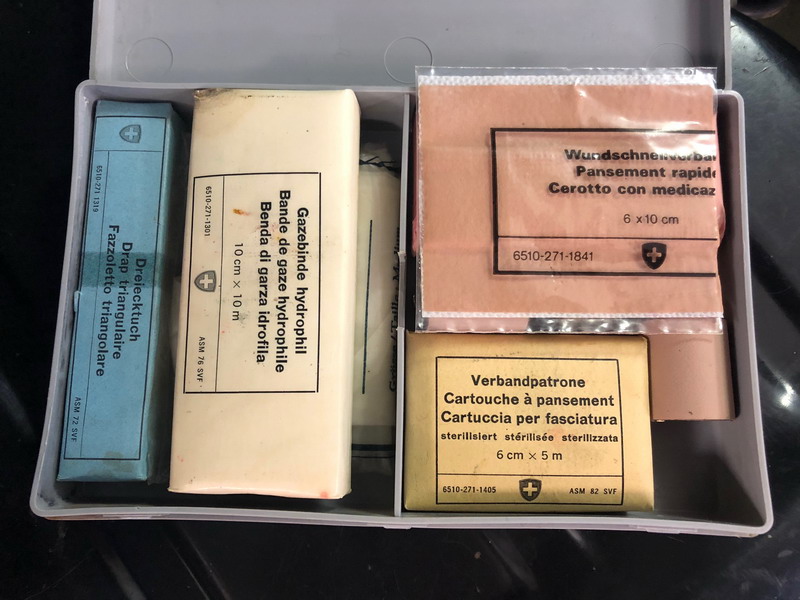 6510-271-1319
Dreiecktuch
Drap triangulaire
Fazzoletto triangolare
ASM 72 SVF
6510-271-1301
Gazebinde hydrophil
Bande de gaze hydrophile
Benda di garza idrofila
10 cm × 10 m
ASM 76 SVF
Wundschnellverba
Pansement rapide
Cerotto con medicaz
6 x 10 cm
6510-271-1841
Verbandpatrone
Cartouche à pansement
Cartuccia per fasciatura
sterilisiert stérilisée sterilizzata
6 cm × 5 m
6510-271-1405
ASM 82 SVF